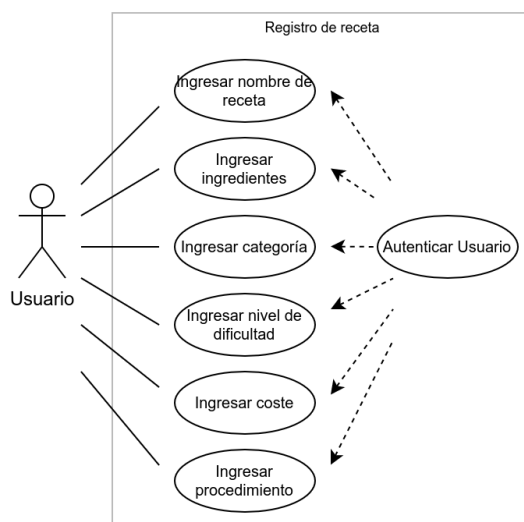 Registro de receta
Ingresar nombre de
receta
Ingresar
ingredientes
Ingresar categoría
Autenticar Usuario
Usuario
Ingresar nivel de
dificultad
Ingresar coste
Ingresar
procedimiento